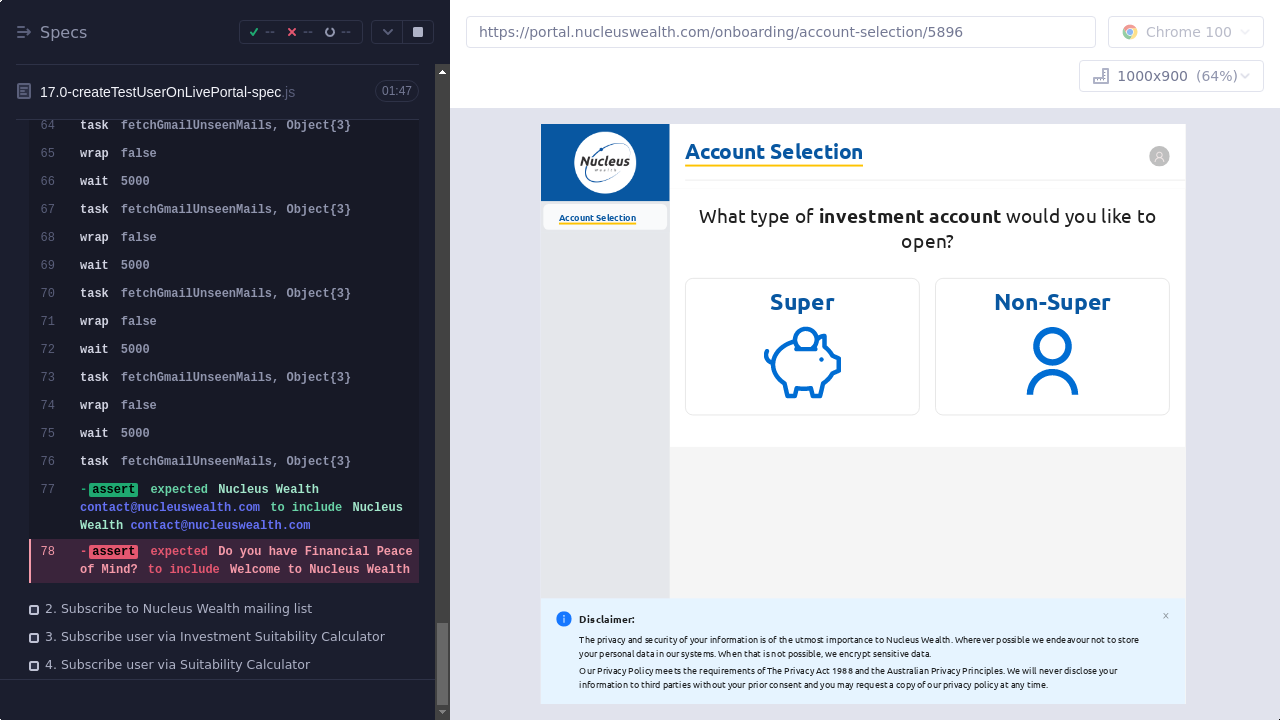 Specs
--
--
--
17.0-createTestUserOnLivePortal-spec.js
01:47
64 task fetchGmailUnseenMails, Object{3}
65 wrap false
66 wait 5000
67 task fetchGmailUnseenMails, Object{3}
68 wrap false
69 wait 5000
70 task fetchGmailUnseenMails, Object{3}
71 wrap false
72 wait 5000
73 task fetchGmailUnseenMails, Object{3}
74 wrap false
75 wait 5000
76 task fetchGmailUnseenMails, Object{3}
77 -assert expected Nucleus Wealth
contact@nucleuswealth.com to include Nucleus
Wealth contact@nucleuswealth.com
78 -assert expected Do you have Financial Peace
of Mind? to include Welcome to Nucleus Wealth
2. Subscribe to Nucleus Wealth mailing list
3. Subscribe user via Investment Suitability Calculator
4. Subscribe user via Suitability Calculator
https://portal.nucleuswealth.com/onboarding/account-selection/5896
Chrome 100
1000x900 (64%)
Nucleus
Wealth
Account Selection
Account Selection
What type of investment account would you like to
open?
Super
Non-Super
Disclaimer:
The privacy and security of your information is of the utmost importance to Nucleus Wealth. Wherever possible we endeavour not to store
your personal data in our systems. When that is not possible, we encrypt sensitive data.
Our Privacy Policy meets the requirements of The Privacy Act 1988 and the Australian Privacy Principles. We will never disclose your
information to third parties without your prior consent and you may request a copy of our privacy policy at any time.